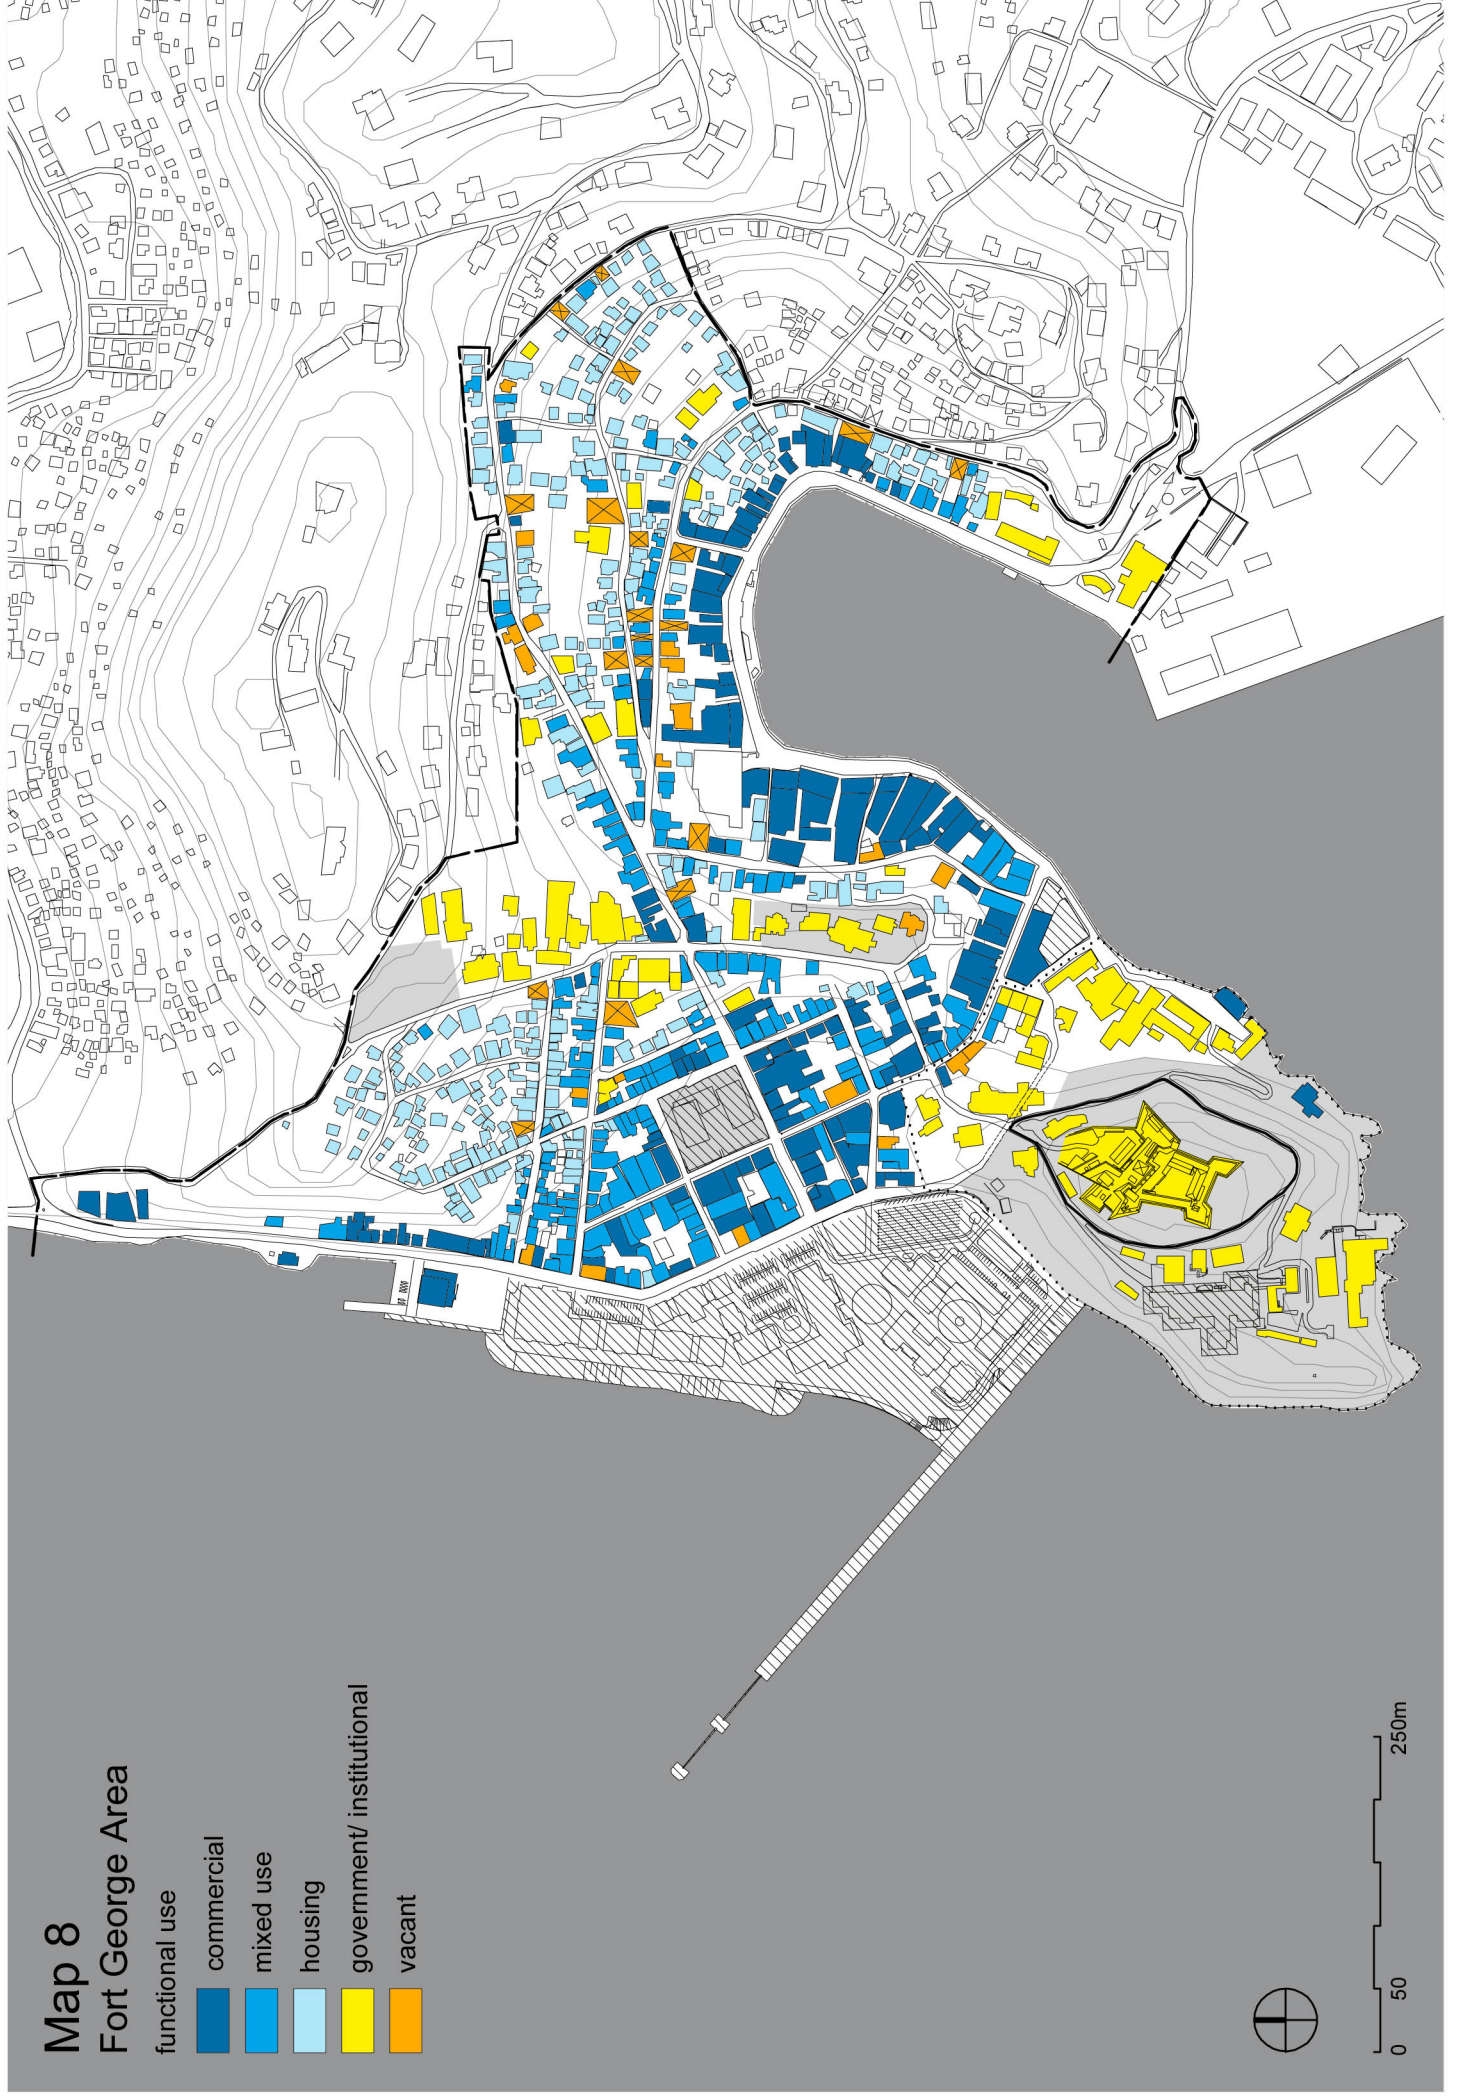 Map 8
Fort George Area
functional use
commercial
mixed use
housing
government/ institutional
vacant
0 50 250m